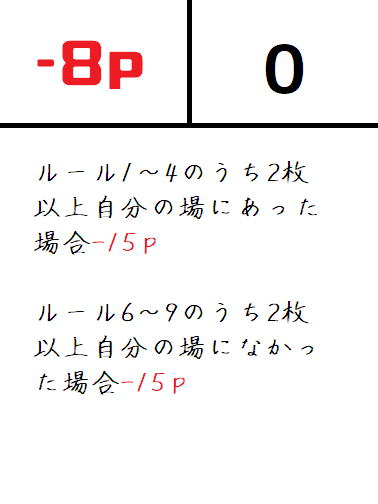 -8p
0
ルール1～4のうち2枚
以上自分の場にあった
場合-15p
ルール6～9のうち2枚
以上自分の場になかっ
た場合-15p